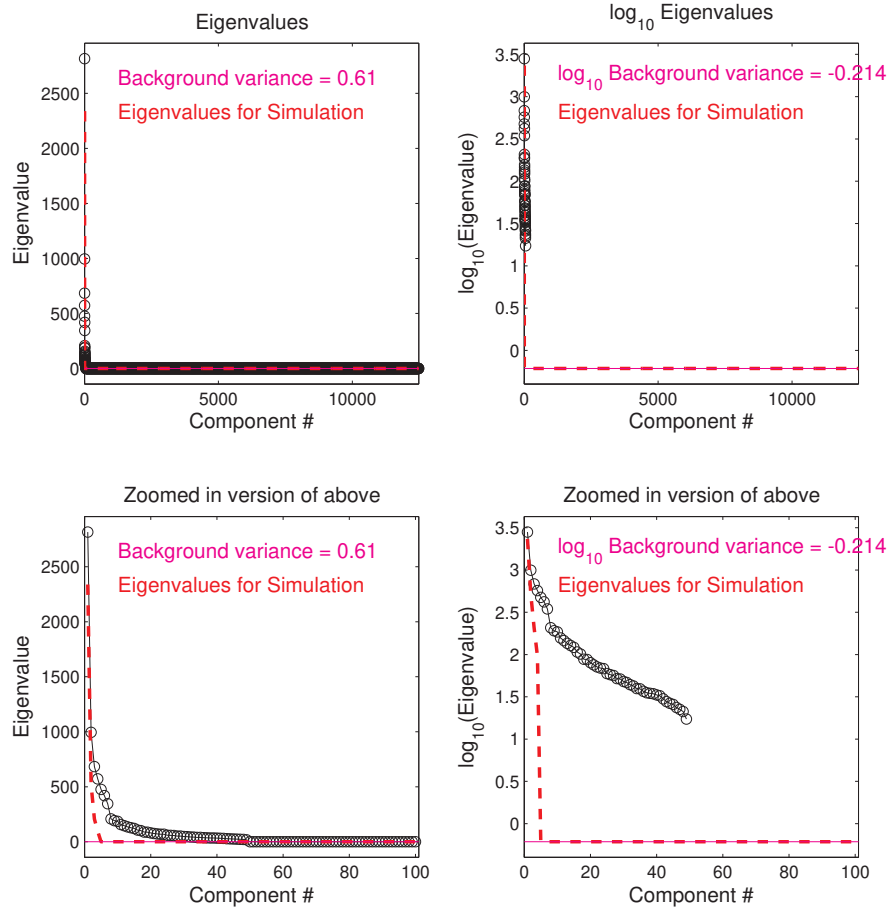 Eigenvalues
Background variance = 0.61
Eigenvalues for Simulation
Eigenvalue
2500
2000
1500
1000
500
0
0
5000
10000
Component #
log10 Eigenvalues
log10 Background variance = -0.214
Eigenvalues for Simulation
log10(Eigenvalue)
3.5
3
2.5
2
1.5
1
0.5
0
0
5000
10000
Component #
Zoomed in version of above
Background variance = 0.61
Eigenvalues for Simulation
Eigenvalue
2500
2000
1500
1000
500
0
0
20
40
60
80
100
Component #
Zoomed in version of above
log10 Background variance = -0.214
Eigenvalues for Simulation
log10(Eigenvalue)
3.5
3
2.5
2
1.5
1
0.5
0
0
20
40
60
80
100
Component #